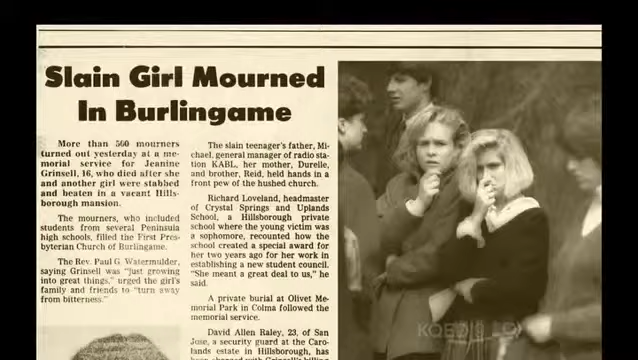 Slain Girl Mourned
In Burlingame
More than 560 mourners
turned out yesterday at a me-
morial service for Jeanine
Grinsell, 16, who died after she
and another girl were stabbed
and beaten in a vacant Hills-
borough mansion.
The mourners, who included
students from several Peninsula
high schools, filled the First Pres-
byterian Church of Burlingame.
The Rev. Paul G. Watermulder,
saying Grinsell was "just growing
into great things," urged the girl's
family and friends to "turn away
from bitterness."
The slain teenager's father, Mi-
chael, general manager of radio sta-
tion KABL, her mother, Durelle,
and brother, Reid, held hands in a
front pew of the hushed church.
Richard Loveland, headmaster
of Crystal Springs and Uplands
School, a Hillsborough private
school where the young victim was
a sophomore, recounted how the
school created a special award for
her two years ago for her work in
establishing a new student council.
"She meant a great deal to us," he
said.
A private burial at Olivet Me-
morial Park in Colma followed the
memorial service.
David Allen Raley, 23, of San
Jose, a security guard at the Caro-
lands estate in Hillsborough, has